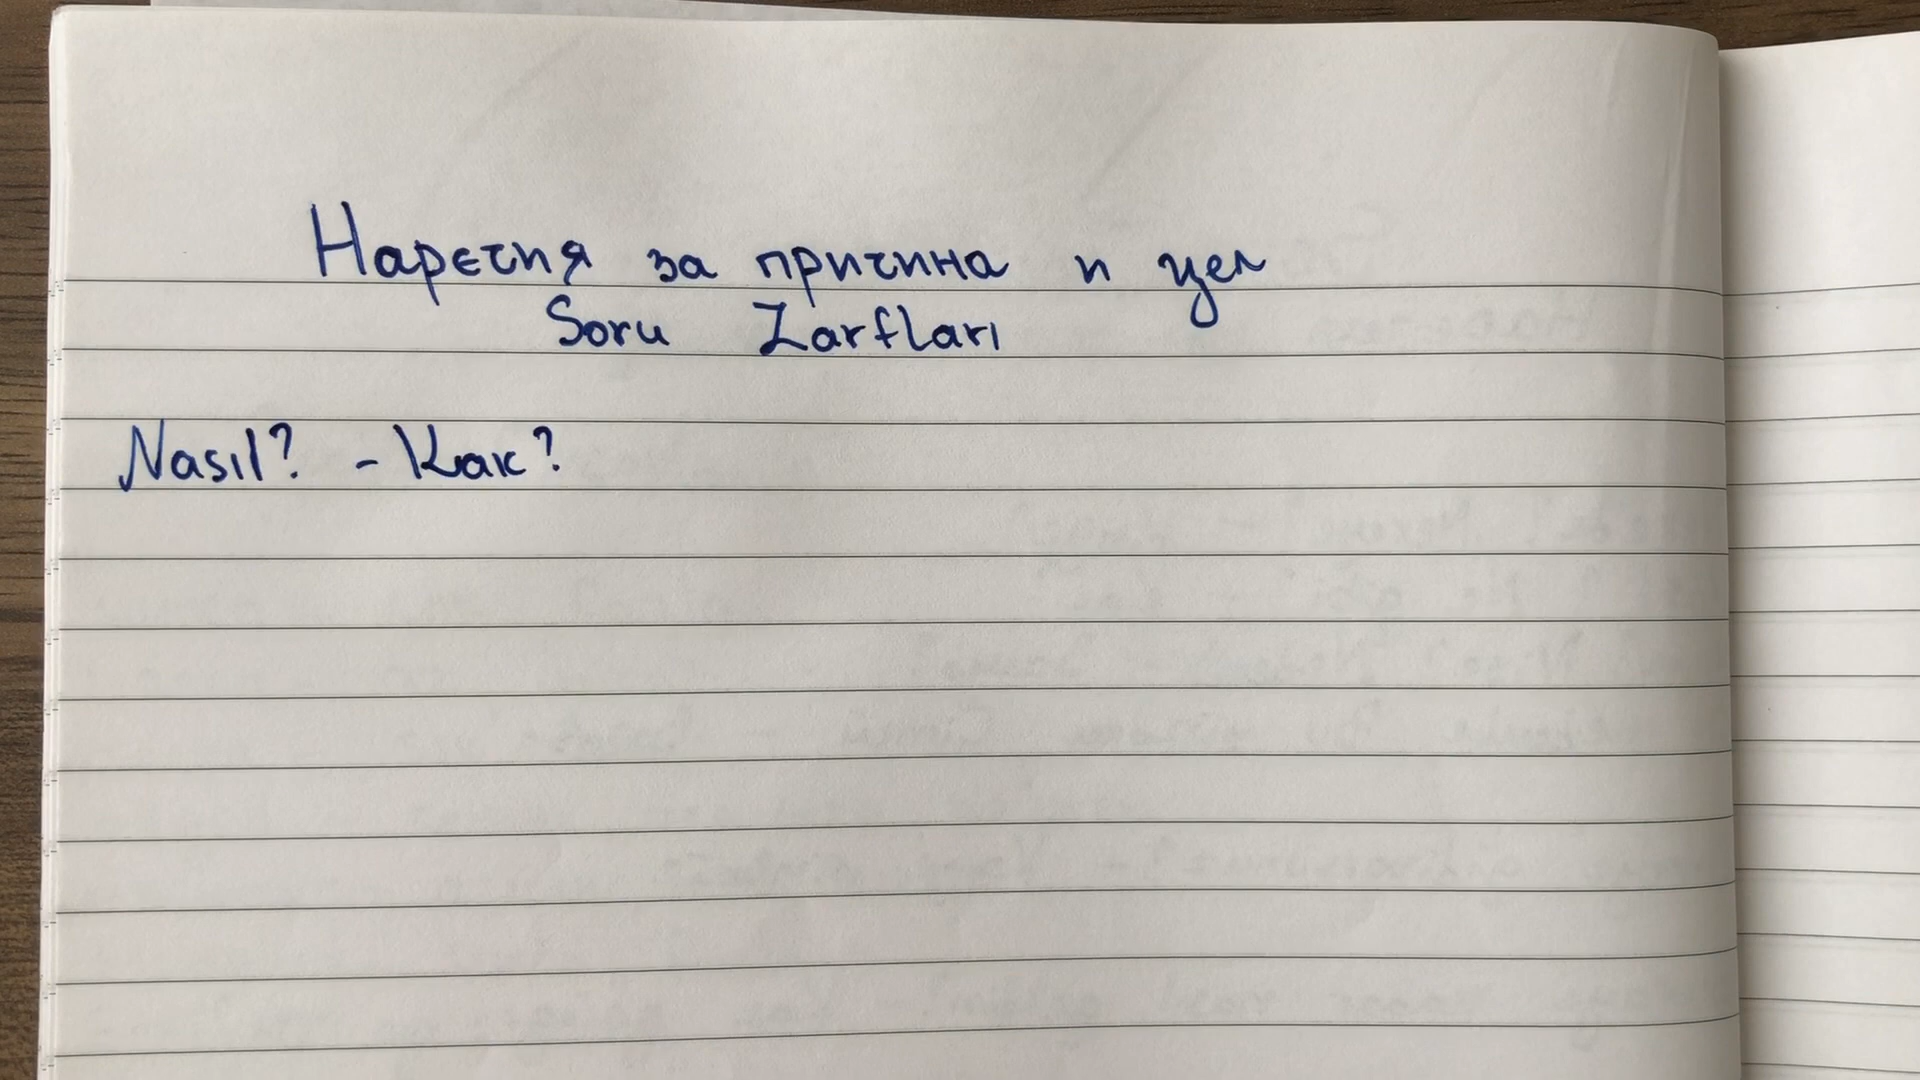 Наречия за причина и цел
Soru Zarfları
Nasıl? - Как?